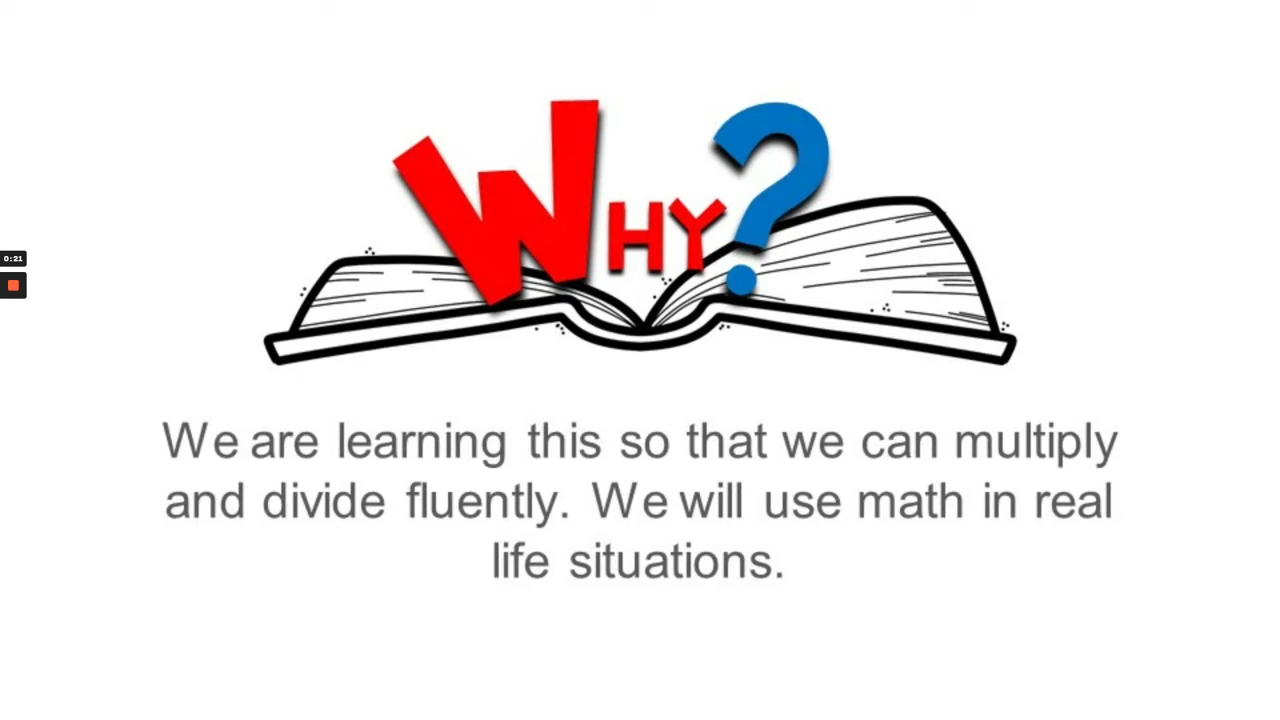 WHY?
0:21
We are learning this so that we can multiply
and divide fluently. We will use math in real
life situations.